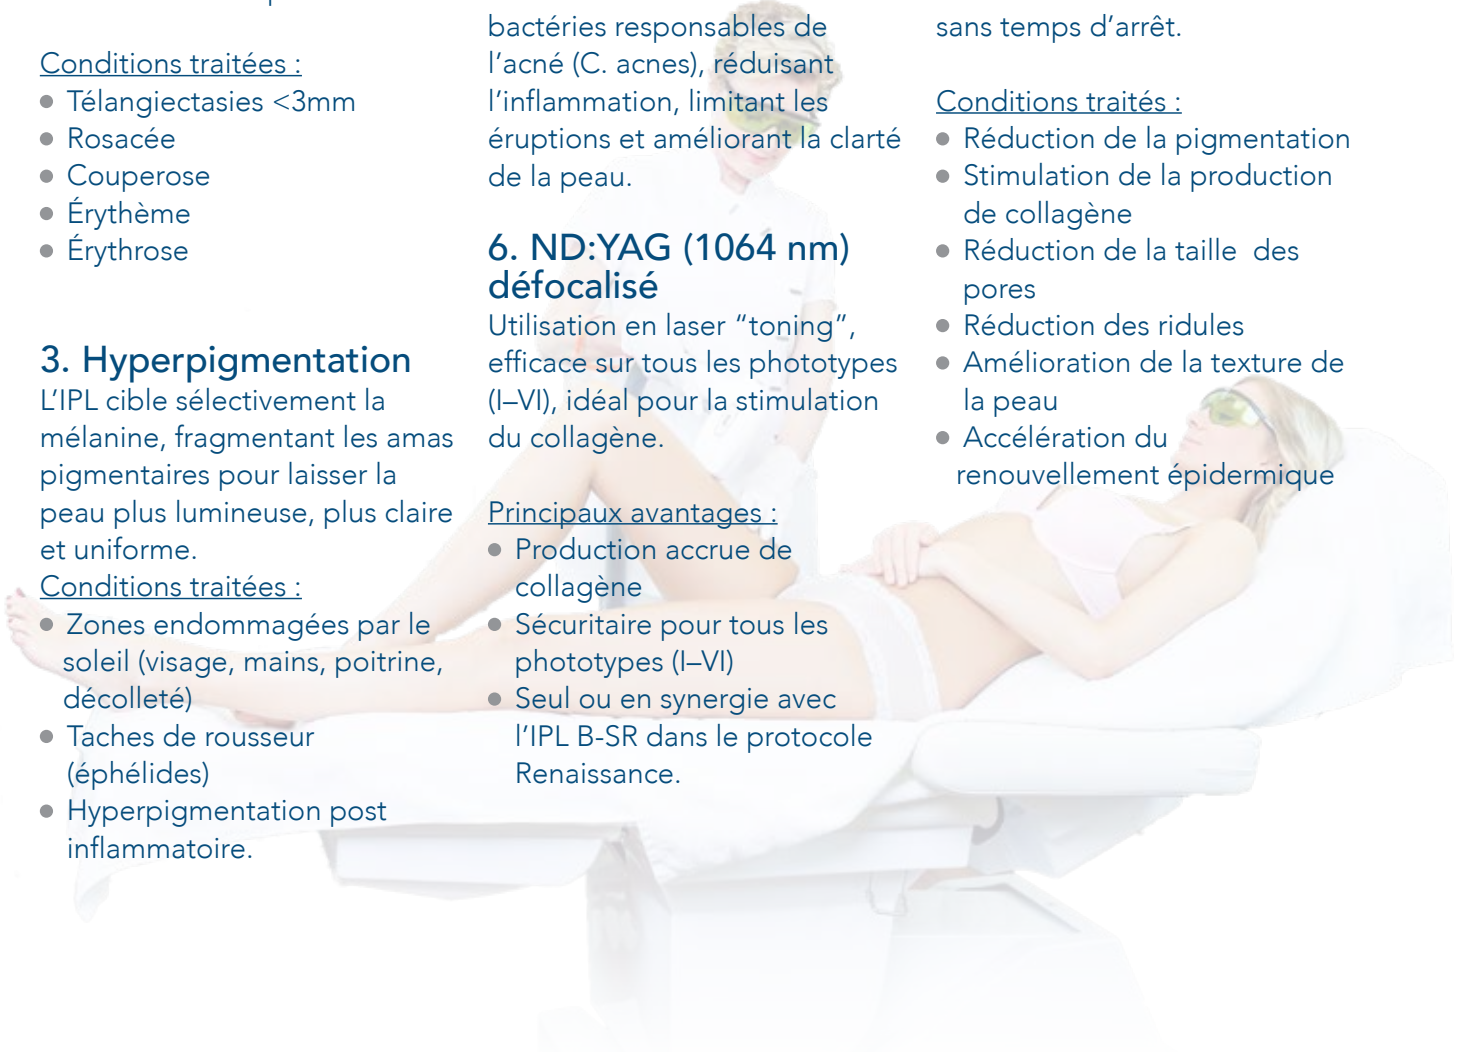 Conditions traitées :
Télangiectasies <3mm
Rosacée
Couperose
Érythème
Érythrose
3. Hyperpigmentation
L’IPL cible sélectivement la
mélanine, fragmentant les amas
pigmentaires pour laisser la
peau plus lumineuse, plus claire
et uniforme.
Conditions traitées :
Zones endommagées par le
soleil (visage, mains, poitrine,
décolleté)
Taches de rousseur
(éphélides)
Hyperpigmentation post
inflammatoire.
bactéries responsables de
l’acné (C. acnes), réduisant
l’inflammation, limitant les
éruptions et améliorant la clarté
de la peau.
6. ND:YAG (1064 nm)
défocalisé
Utilisation en laser “toning”,
efficace sur tous les phototypes
(I–VI), idéal pour la stimulation
du collagène.
Principaux avantages :
Production accrue de
collagène
Sécuritaire pour tous les
phototypes (I–VI)
Seul ou en synergie avec
l’IPL B-SR dans le protocole
Renaissance.
sans temps d’arrêt.
Conditions traités :
Réduction de la pigmentation
Stimulation de la production
de collagène
Réduction de la taille  des
pores
Réduction des ridules
Amélioration de la texture de
la peau
Accélération du
renouvellement épidermique